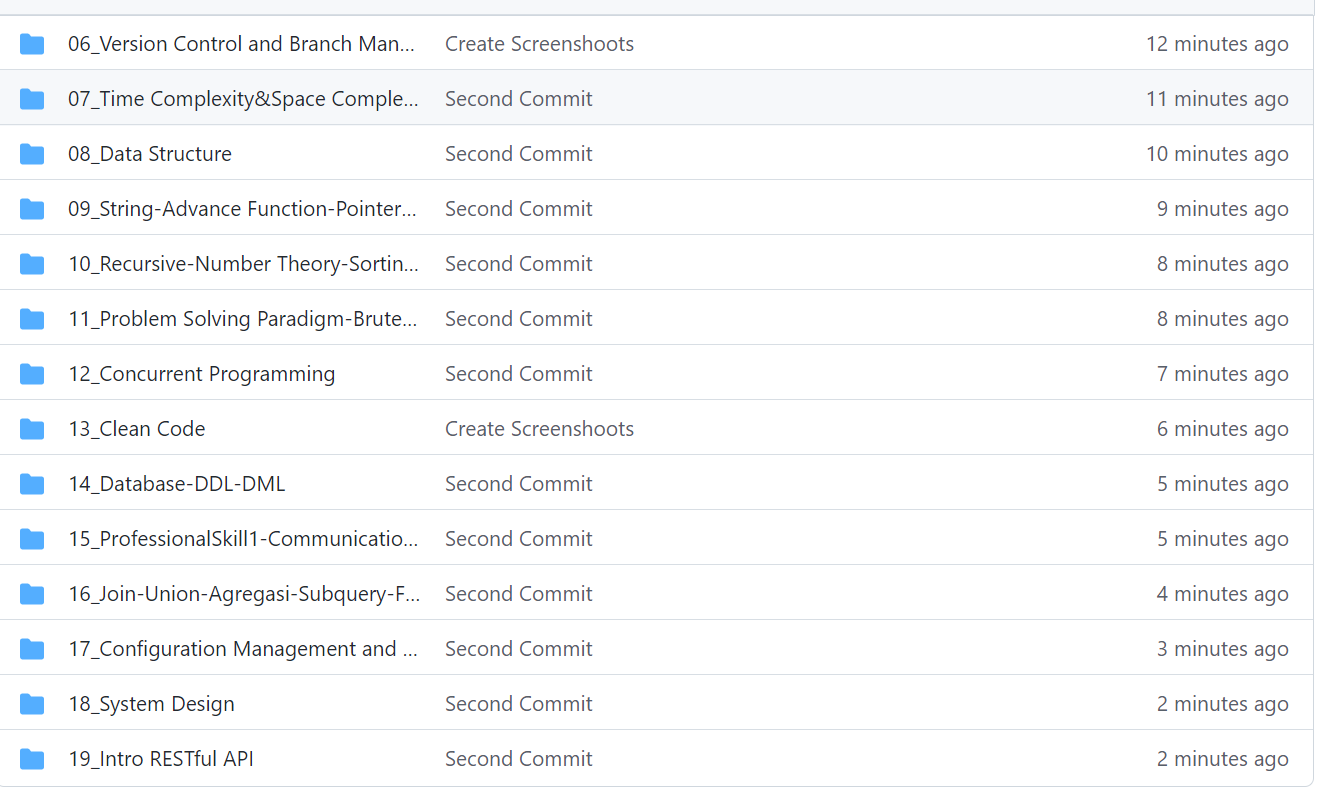 06_Version Control and Branch Man... Create Screenshoots 12 minutes ago
07_Time Complexity&Space Comple... Second Commit 11 minutes ago
08_Data Structure Second Commit 10 minutes ago
09_String-Advance Function-Pointer... Second Commit 9 minutes ago
10_Recursive-Number Theory-Sortin... Second Commit 8 minutes ago
11_Problem Solving Paradigm-Brute... Second Commit 8 minutes ago
12_Concurrent Programming Second Commit 7 minutes ago
13_Clean Code Create Screenshoots 6 minutes ago
14_Database-DDL-DML Second Commit 5 minutes ago
15_ProfessionalSkill1-Communicatio... Second Commit 5 minutes ago
16_Join-Union-Agregasi-Subquery-F... Second Commit 4 minutes ago
17_Configuration Management and ... Second Commit 3 minutes ago
18_System Design Second Commit 2 minutes ago
19_Intro RESTful API Second Commit 2 minutes ago